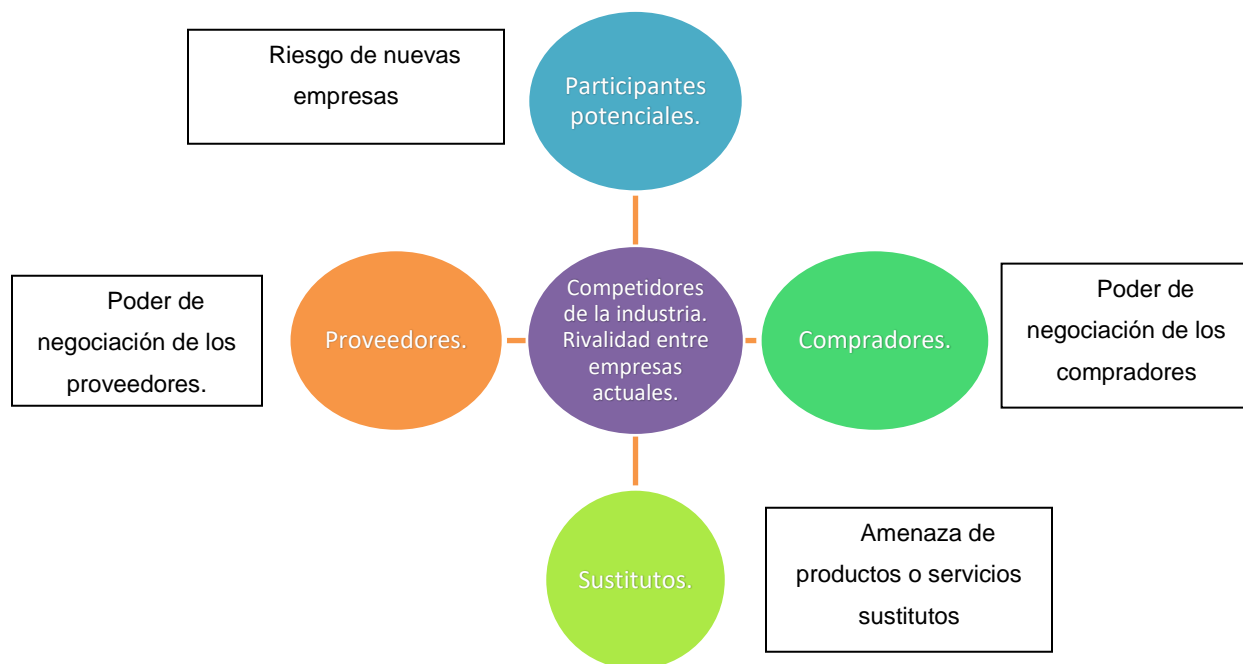 Riesgo de nuevas
empresas
Participantes
potenciales.
Poder de
negociación de los
proveedores.
Proveedores.
Competidores
de la industria.
Rivalidad entre
empresas
actuales.
Compradores.
Poder de
negociación de los
compradores
Sustitutos.
Amenaza de
productos o servicios
sustitutos